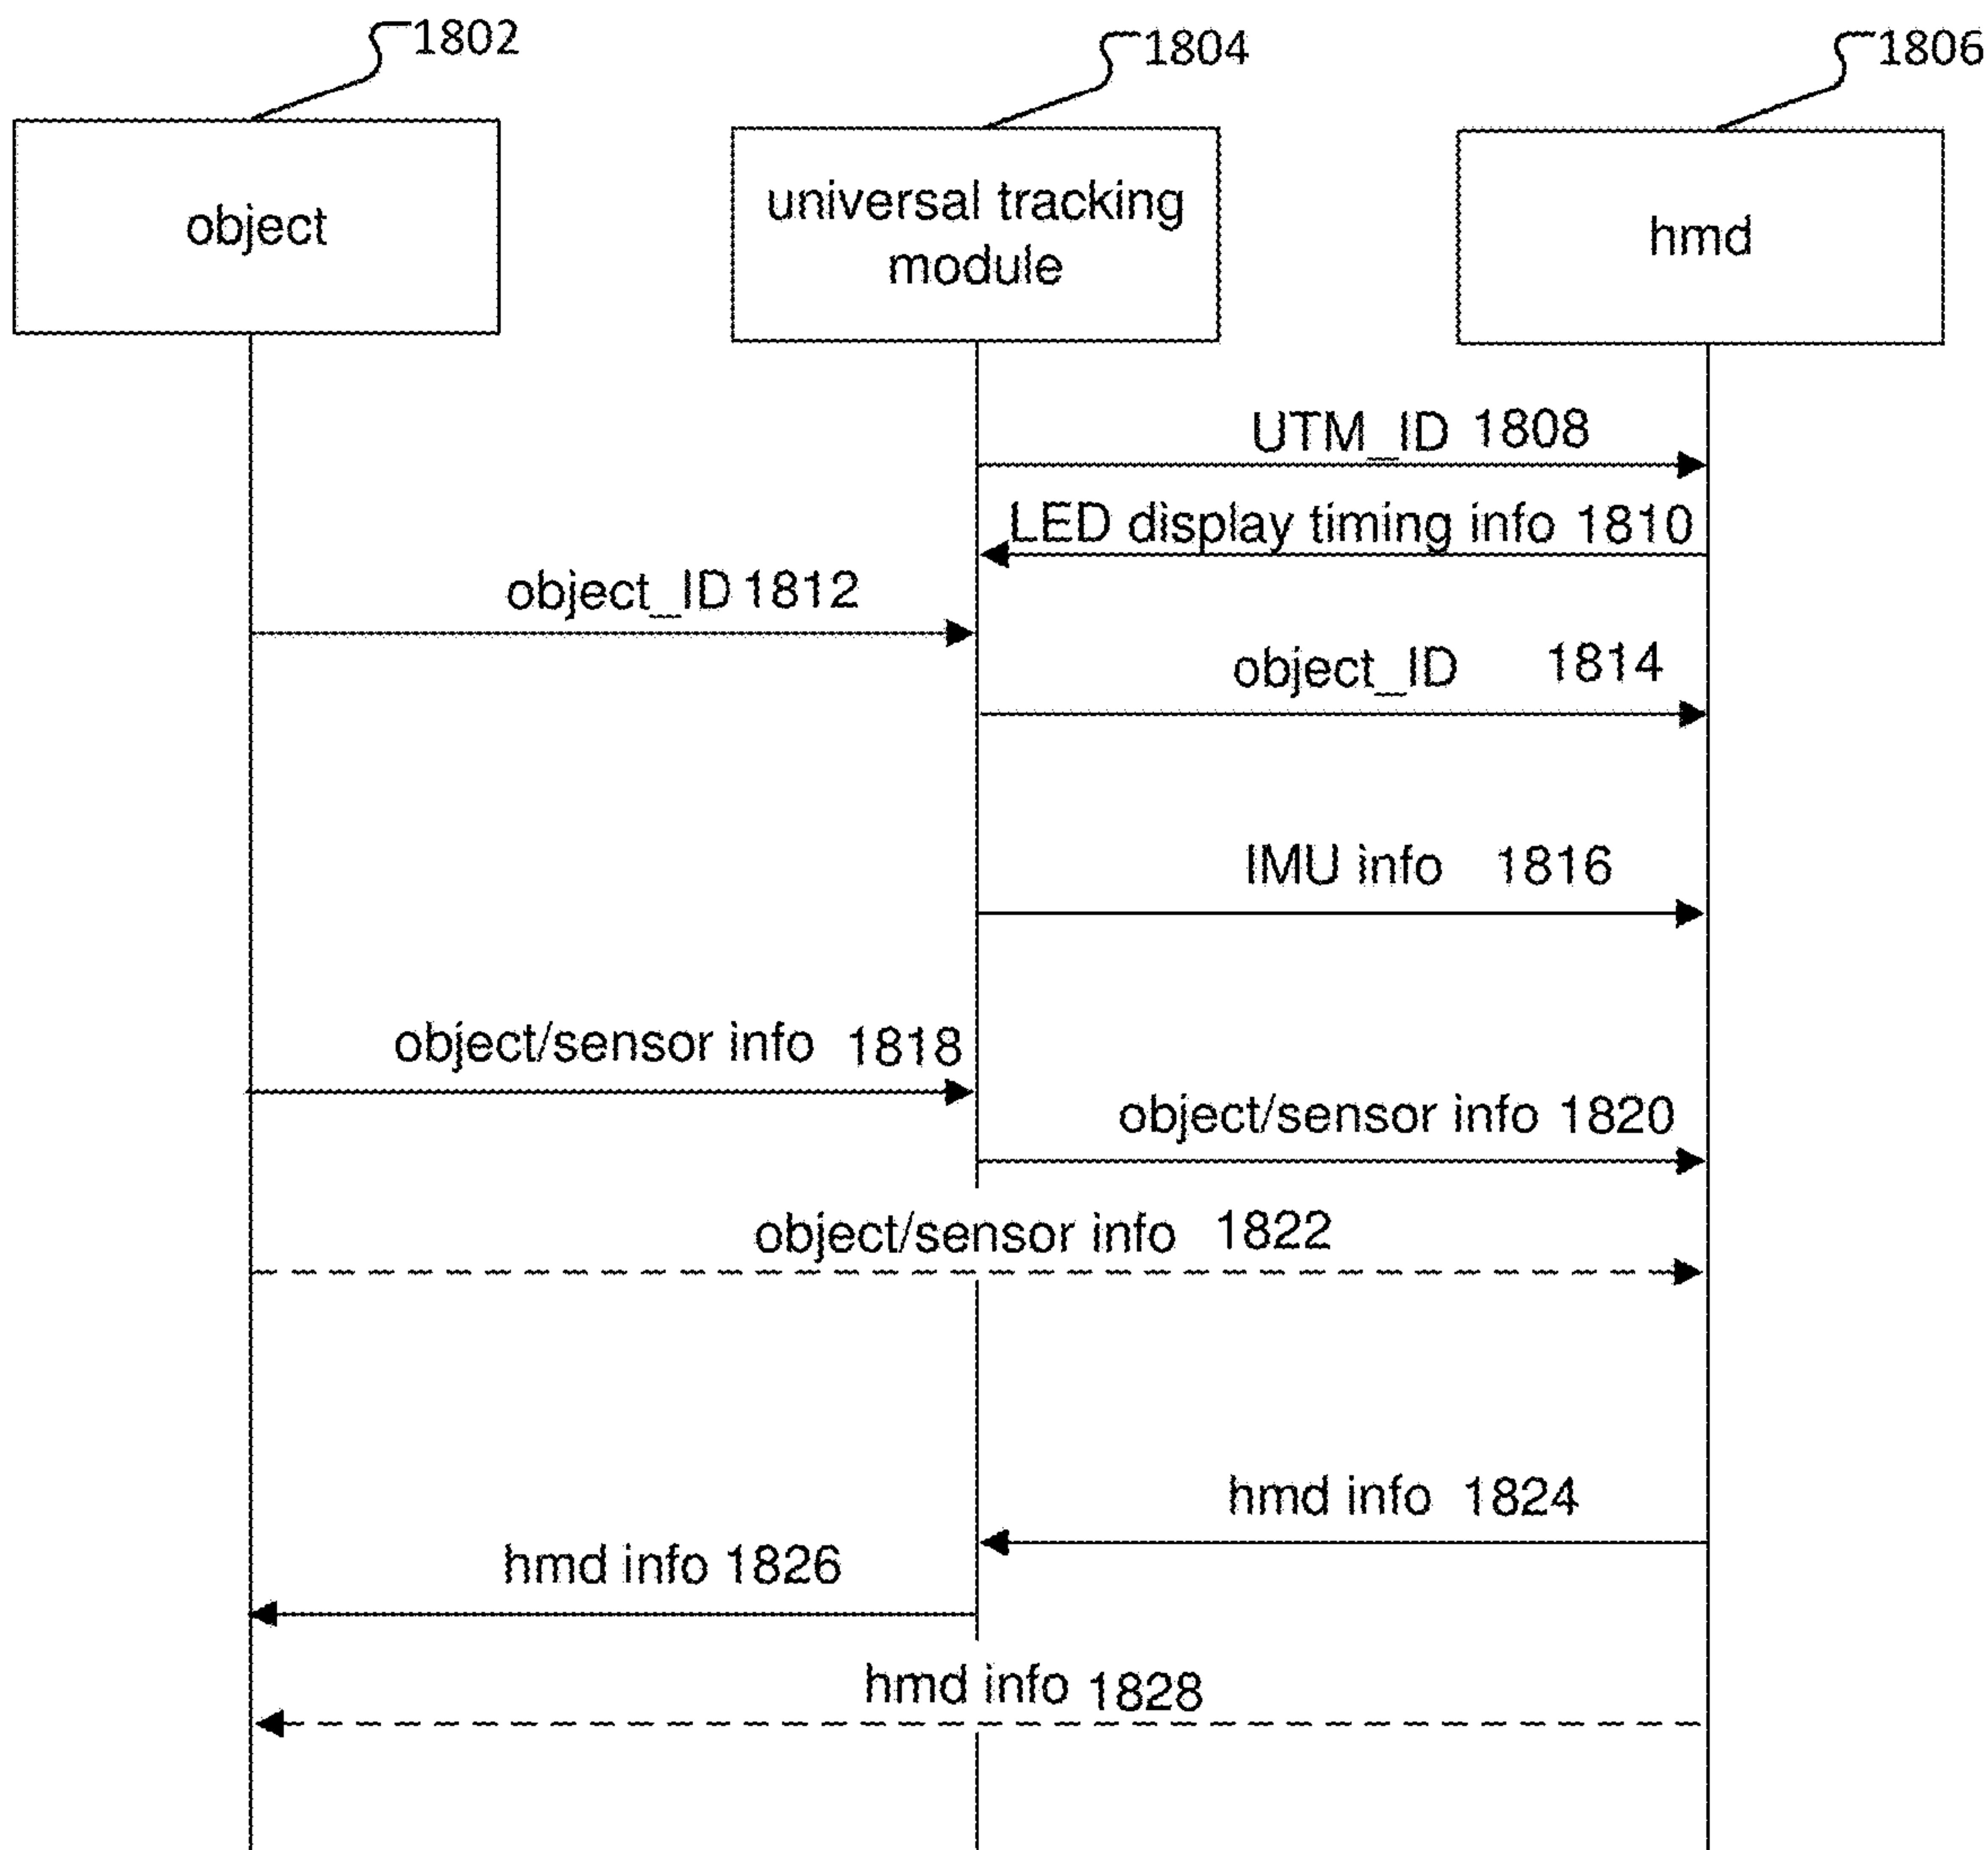 1802
1804
1806
object
universal tracking
module
hmd
UTM_ID 1808
LED display timing info 1810
object_ID 1812
object_ID 1814
IMU info 1816
object/sensor info 1818
object/sensor info 1820
object/sensor info 1822
hmd info 1824
hmd info 1826
hmd info 1828